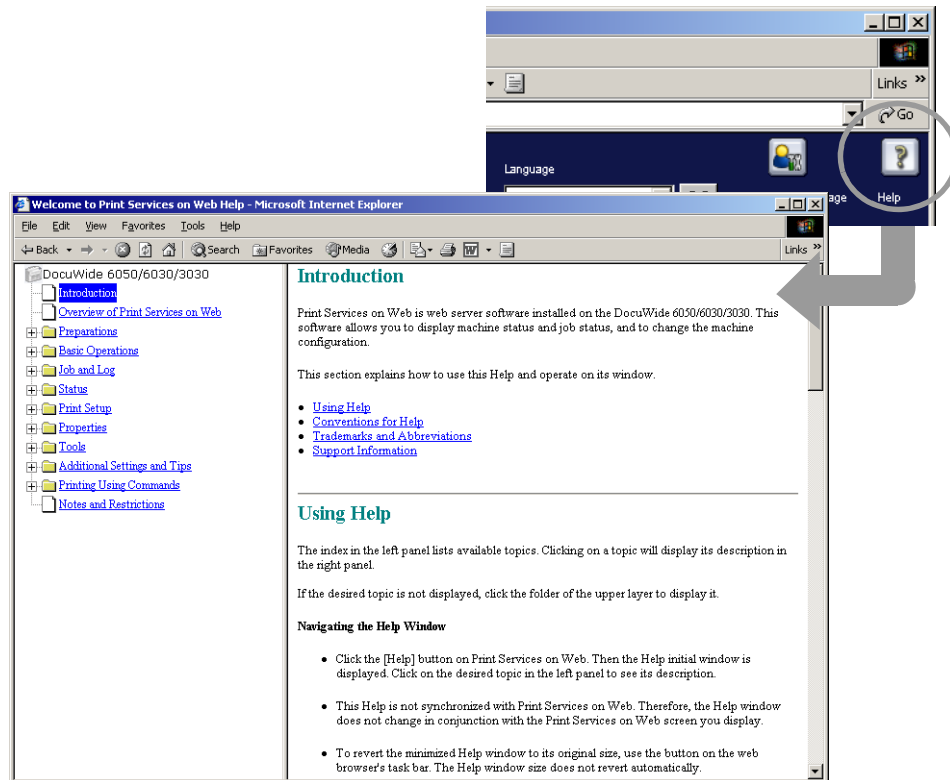 Links »
Go
Language
age
Help
Welcome to Print Services on Web Help - Microsoft Internet Explorer
File Edit View Favorites Tools Help
Back Search Favorites Media Links »
DocuWide 6050/6030/3030
Introduction
Overview of Print Services on Web
Preparations
Basic Operations
Job and Log
Status
Print Setup
Properties
Tools
Additional Settings and Tips
Printing Using Commands
Notes and Restrictions
Introduction
Print Services on Web is web server software installed on the DocuWide 6050/6030/3030. This
software allows you to display machine status and job status, and to change the machine
configuration.
This section explains how to use this Help and operate on its window.
• Using Help
• Conventions for Help
• Trademarks and Abbreviations
• Support Information
Using Help
The index in the left panel lists available topics. Clicking on a topic will display its description in
the right panel.
If the desired topic is not displayed, click the folder of the upper layer to display it.
Navigating the Help Window
• Click the [Help] button on Print Services on Web. Then the Help initial window is
displayed. Click on the desired topic in the left panel to see its description.
• This Help is not synchronized with Print Services on Web. Therefore, the Help window
does not change in conjunction with the Print Services on Web screen you display.
• To revert the minimized Help window to its original size, use the button on the web
browser's task bar. The Help window size does not revert automatically.